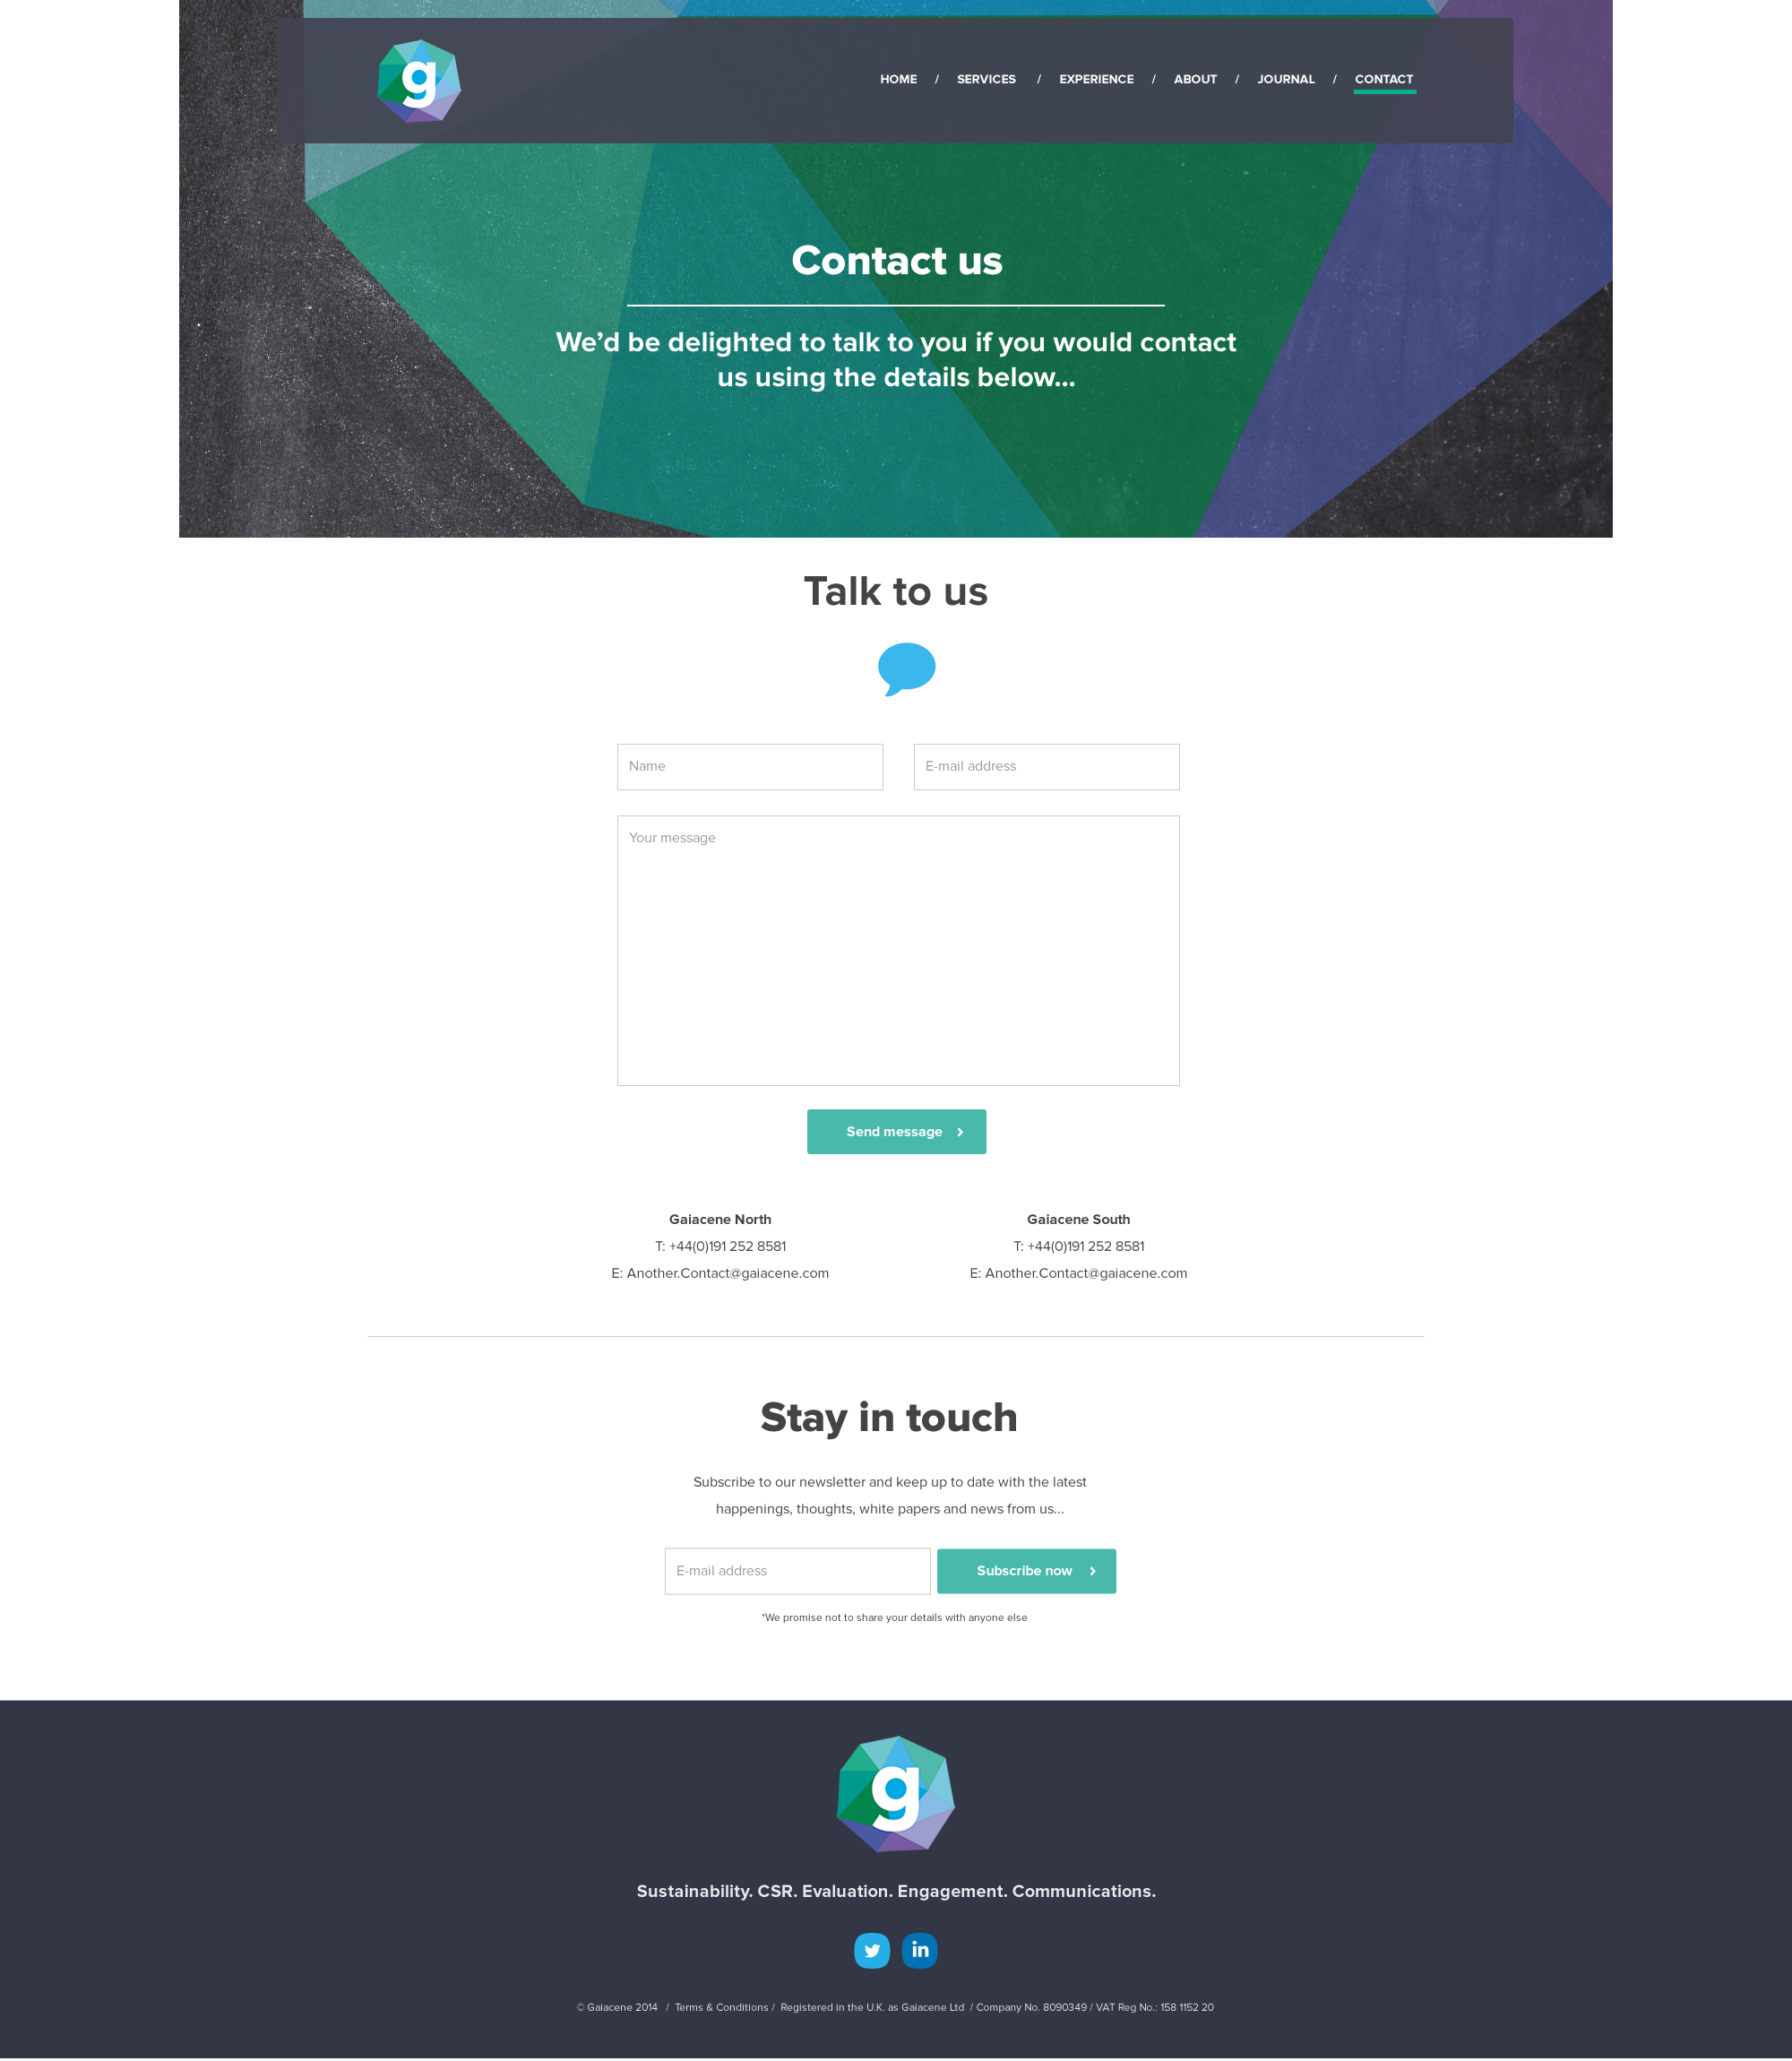 g
HOME / SERVICES / EXPERIENCE / ABOUT / JOURNAL / CONTACT
Contact us
We’d be delighted to talk to you if you would contact
us using the details below...
Talk to us
Name
E-mail address
Your message
Send message
Gaiacene North
T: +44(0)191 252 8581
E: Another.Contact@gaiacene.com
Gaiacene South
T: +44(0)191 252 8581
E: Another.Contact@gaiacene.com
Stay in touch
Subscribe to our newsletter and keep up to date with the latest
happenings, thoughts, white papers and news from us...
E-mail address
Subscribe now
*We promise not to share your details with anyone else
g
Sustainability. CSR. Evaluation. Engagement. Communications.
in
© Gaiacene 2014 / Terms & Conditions / Registered in the U.K. as Gaiacene Ltd / Company No. 8090349 / VAT Reg No.: 158 1152 20